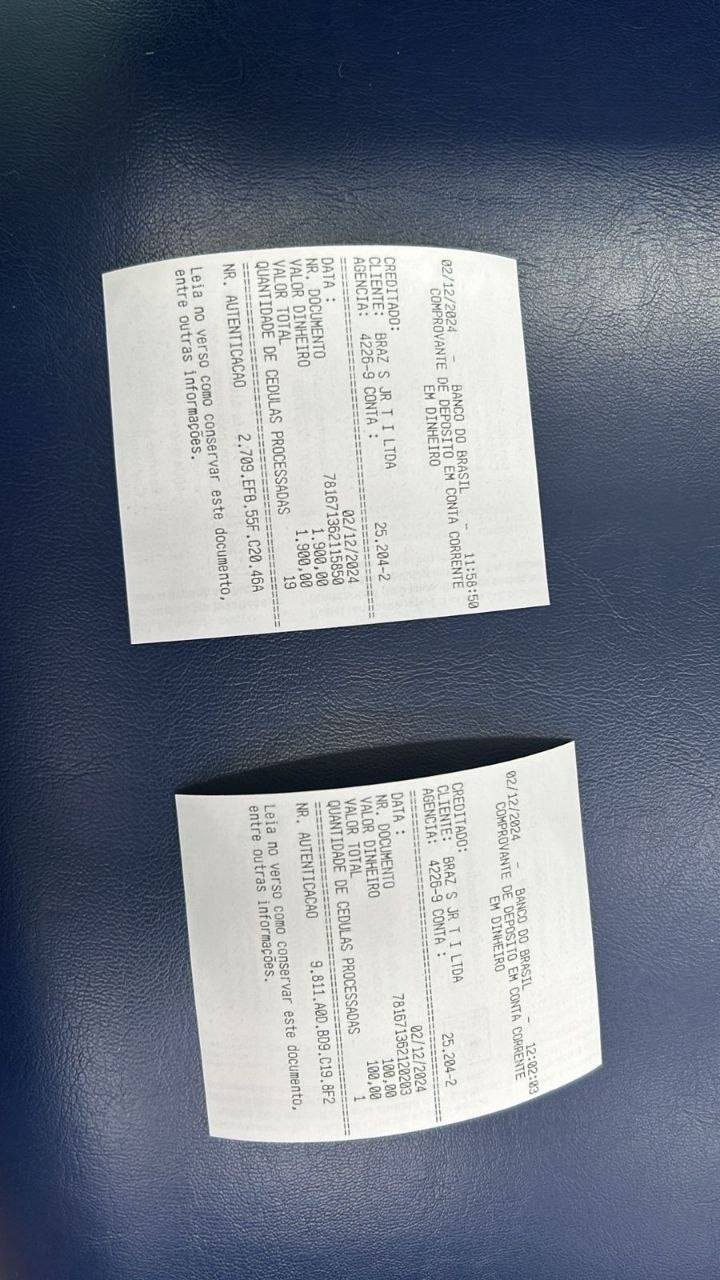 02/12/2024 - BANCO DO BRASIL - 11:58:50
COMPROVANTE DE DEPOSITO EM CONTA CORRENTE
EM DINHEIRO
CREDITADO:
CLIENTE: BRAZ S JR T I LTDA
AGENCIA: 4226-9 CONTA : 25.204-2
==================================================
DATA : 02/12/2024
NR. DOCUMENTO 781671362115850
VALOR DINHEIRO 1.900,00
VALOR TOTAL 1.900,00
QUANTIDADE DE CEDULAS PROCESSADAS 19
==================================================
NR. AUTENTICACAO 2.709.EFB.55F.C20.46A
Leia no verso como conservar este documento,
entre outras informações.
02/12/2024 - BANCO DO BRASIL - 12:02:03
COMPROVANTE DE DEPOSITO EM CONTA CORRENTE
EM DINHEIRO
CREDITADO:
CLIENTE: BRAZ S JR T I LTDA
AGENCIA: 4226-9 CONTA : 25.204-2
==================================================
DATA : 02/12/2024
NR. DOCUMENTO 781671362120203
VALOR DINHEIRO 100,00
VALOR TOTAL 100,00
QUANTIDADE DE CEDULAS PROCESSADAS 1
==================================================
NR. AUTENTICACAO 9.811.A0D.BD9.C19.8F2
Leia no verso como conservar este documento,
entre outras informações.